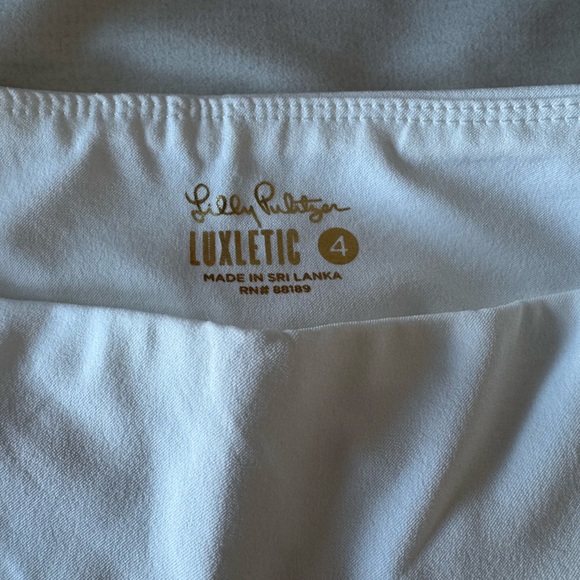 Lilly Pulitzer
LUXLETIC 4
MADE IN SRI LANKA
RN# 88189